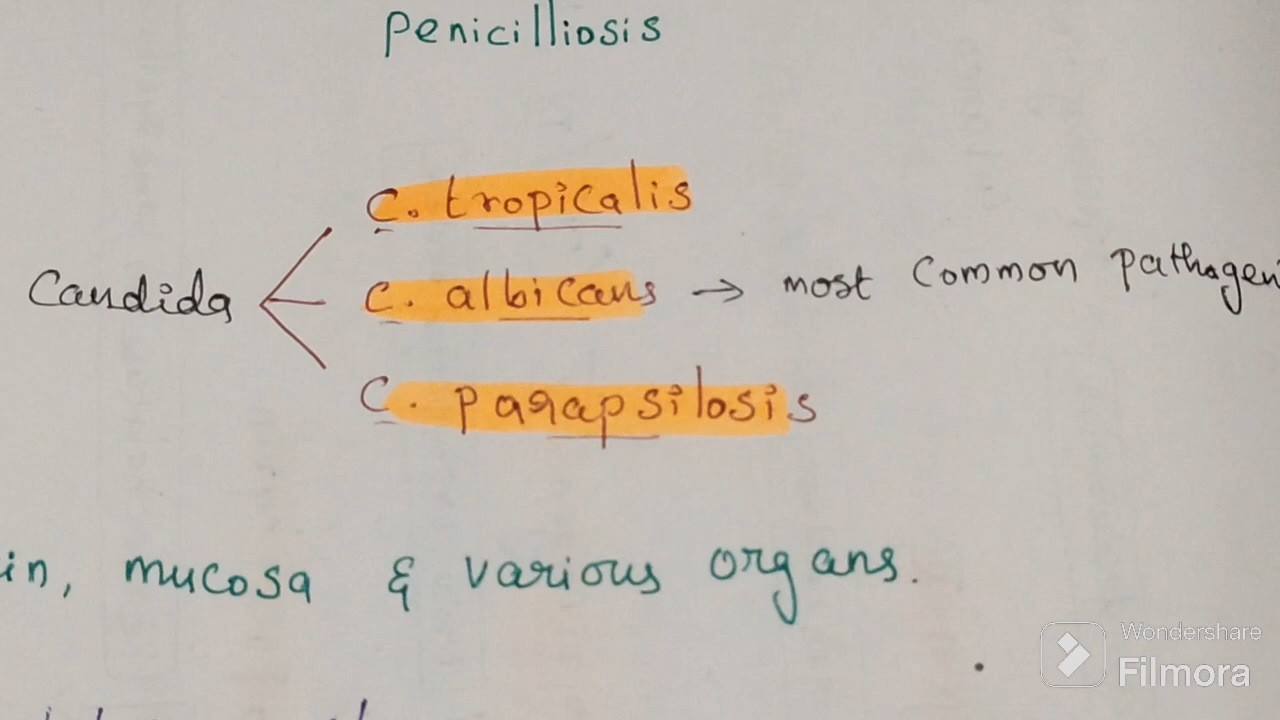 Penicilliosis
C. tropicalis
Candida C. albicans → most common pathogen
C. parapsilosis
in, mucosa & various organs.
Wondershare
Filmora